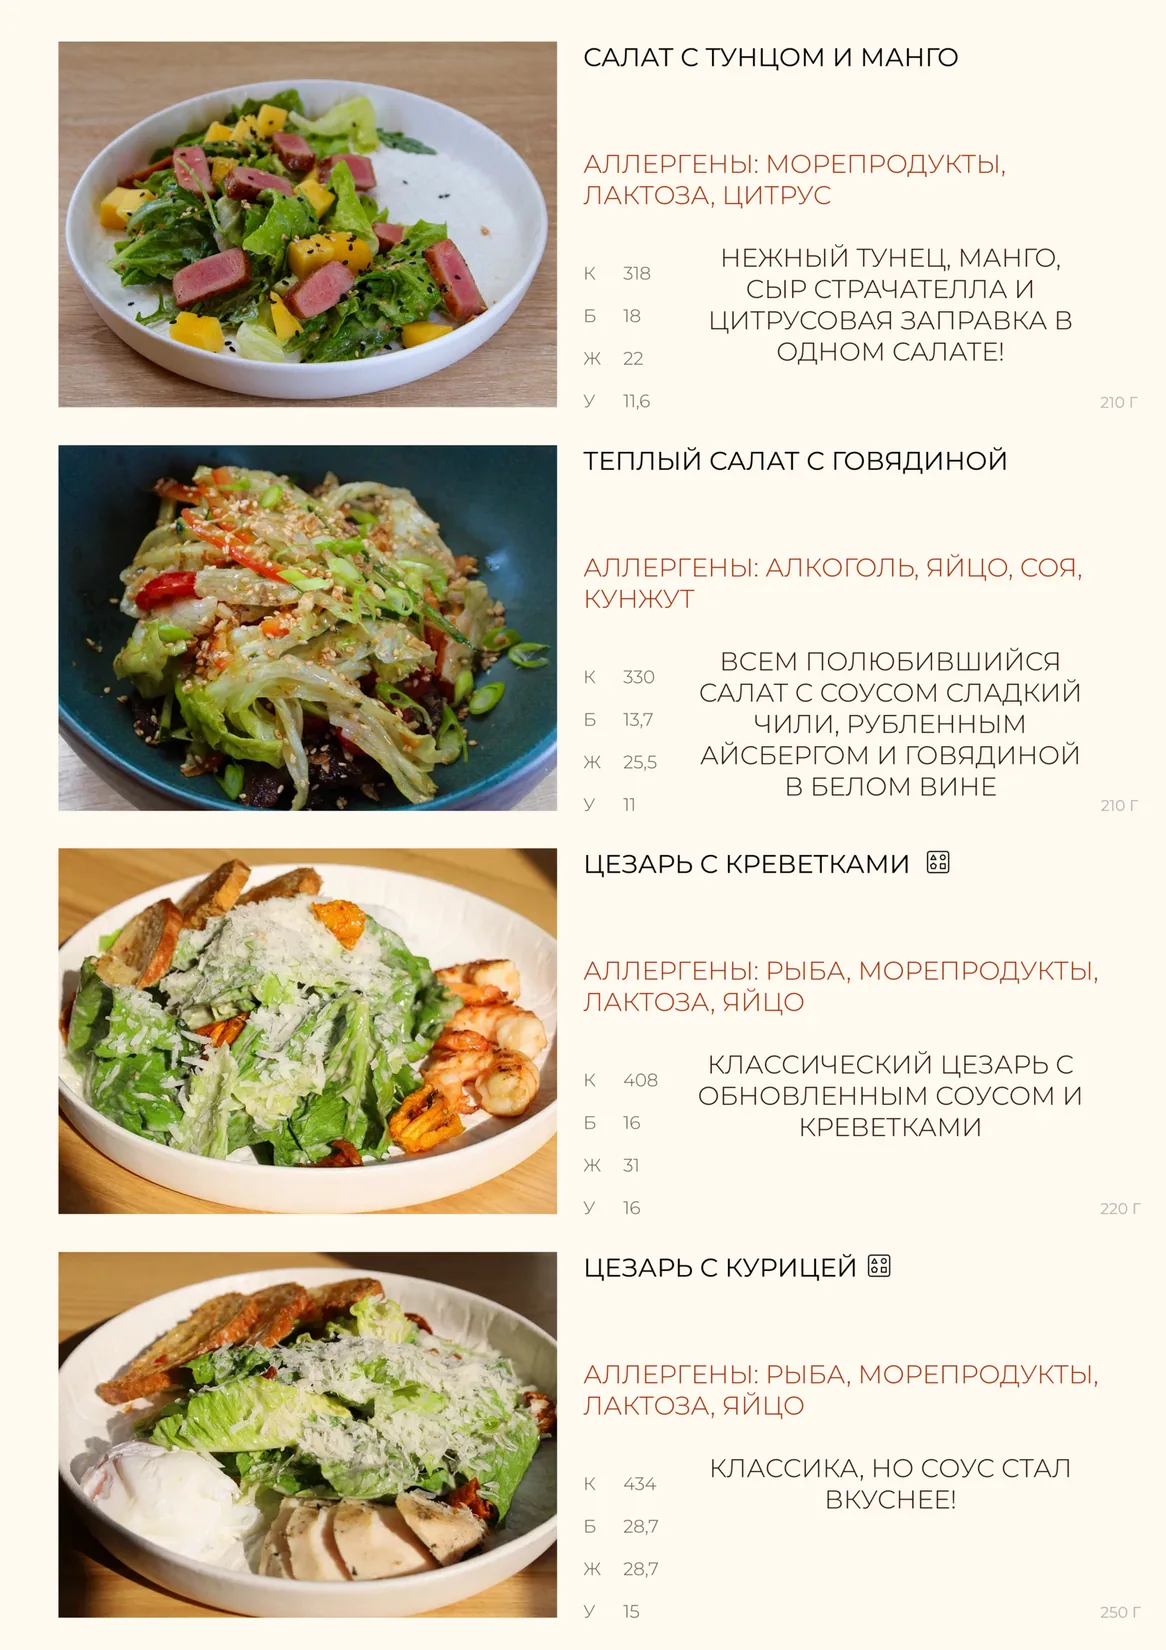 САЛАТ С ТУНЦОМ И МАНГО
АЛЛЕРГЕНЫ: МОРЕПРОДУКТЫ,
ЛАКТОЗА, ЦИТРУС
К 318
Б 18
Ж 22
У 11,6
НЕЖНЫЙ ТУНЕЦ, МАНГО,
СЫР СТРАЧАТЕЛЛА И
ЦИТРУСОВАЯ ЗАПРАВКА В
ОДНОМ САЛАТЕ!
210 Г
ТЕПЛЫЙ САЛАТ С ГОВЯДИНОЙ
АЛЛЕРГЕНЫ: АЛКОГОЛЬ, ЯЙЦО, СОЯ,
КУНЖУТ
К 330
Б 13,7
Ж 25,5
У 11
ВСЕМ ПОЛЮБИВШИЙСЯ
САЛАТ С СОУСОМ СЛАДКИЙ
ЧИЛИ, РУБЛЕННЫМ
АЙСБЕРГОМ И ГОВЯДИНОЙ
В БЕЛОМ ВИНЕ
210 Г
ЦЕЗАРЬ С КРЕВЕТКАМИ
АЛЛЕРГЕНЫ: РЫБА, МОРЕПРОДУКТЫ,
ЛАКТОЗА, ЯЙЦО
К 408
Б 16
Ж 31
У 16
КЛАССИЧЕСКИЙ ЦЕЗАРЬ С
ОБНОВЛЕННЫМ СОУСОМ И
КРЕВЕТКАМИ
220 Г
ЦЕЗАРЬ С КУРИЦЕЙ
АЛЛЕРГЕНЫ: РЫБА, МОРЕПРОДУКТЫ,
ЛАКТОЗА, ЯЙЦО
К 434
Б 28,7
Ж 28,7
У 15
КЛАССИКА, НО СОУС СТАЛ
ВКУСНЕЕ!
250 Г